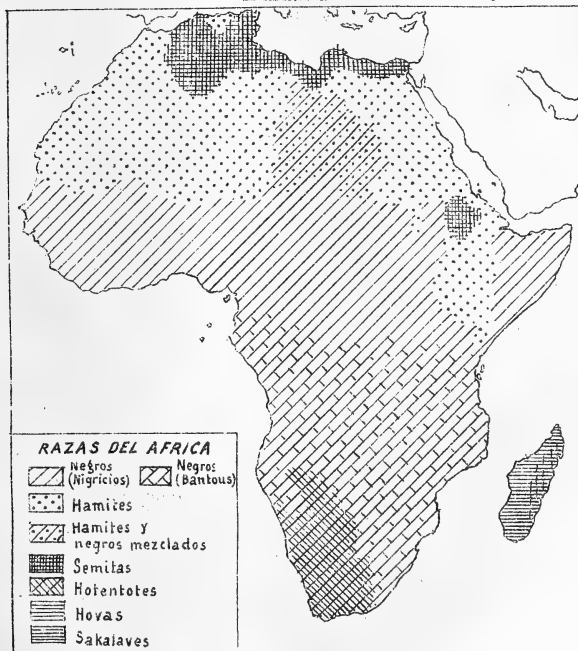 RAZAS DEL AFRICA
Negros Negros
(Nigricios) (Bantous)
Hamites
Hamites y
negros mezclados
Semitas
Hotentotes
Hovas
Sakalaves